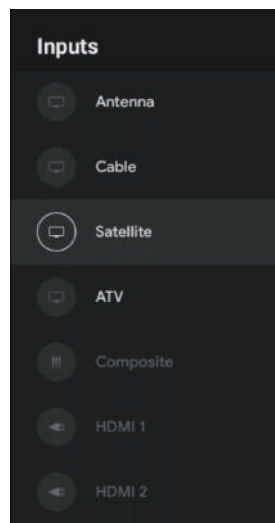 Inputs
Antenna
Cable
Satellite
ATV
Composite
HDMI 1
HDMI 2